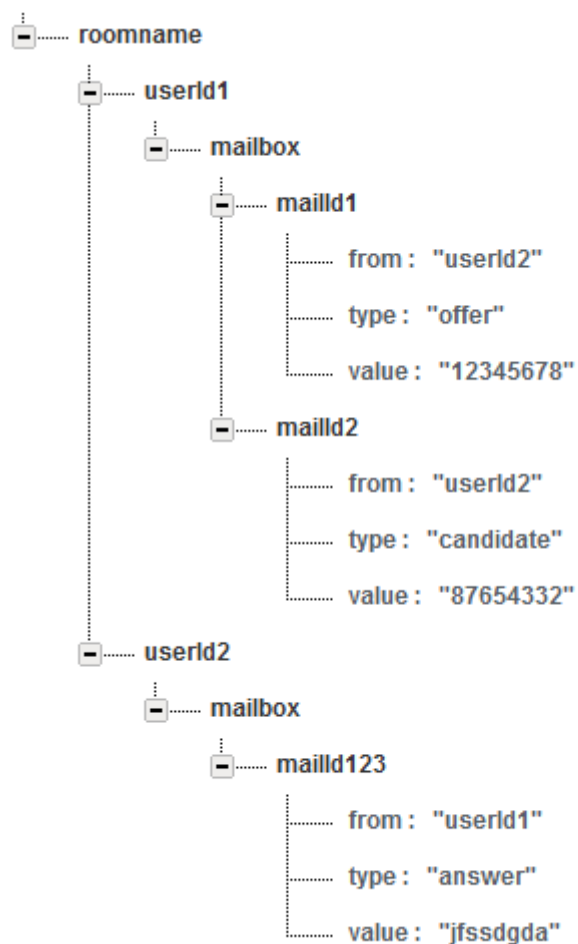 roomname
userId1
mailbox
mailId1
from : "userId2"
type : "offer"
value : "12345678"
mailId2
from : "userId2"
type : "candidate"
value : "87654332"
userId2
mailbox
mailId123
from : "userId1"
type : "answer"
value : "jfssdgda"